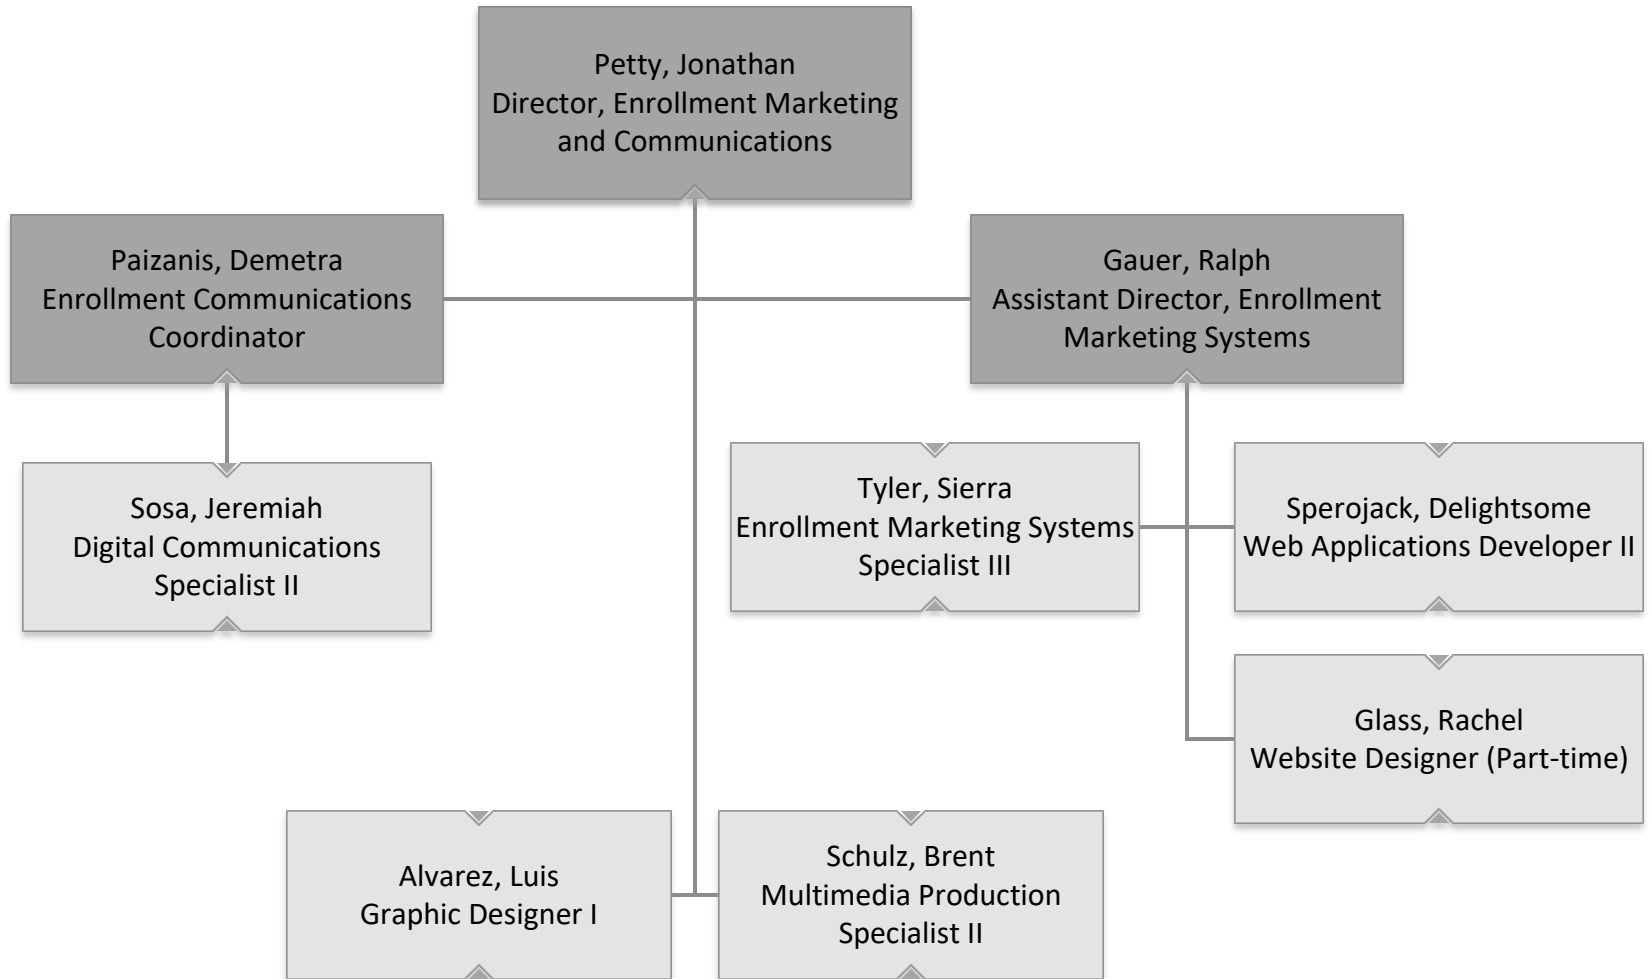 Petty, Jonathan
Director, Enrollment Marketing
and Communications
Paizanis, Demetra
Enrollment Communications
Coordinator
Gauer, Ralph
Assistant Director, Enrollment
Marketing Systems
Sosa, Jeremiah
Digital Communications
Specialist II
Tyler, Sierra
Enrollment Marketing Systems
Specialist III
Sperojack, Delightsome
Web Applications Developer II
Glass, Rachel
Website Designer (Part-time)
Alvarez, Luis
Graphic Designer I
Schulz, Brent
Multimedia Production
Specialist II